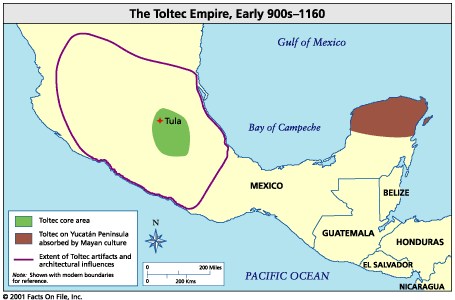 The Toltec Empire, Early 900s–1160
Gulf of Mexico
Tula
Bay of Campeche
MEXICO
BELIZE
GUATEMALA
HONDURAS
EL SALVADOR
NICARAGUA
PACIFIC OCEAN
N
0 200 Miles
0 200 Kms
Toltec core area
Toltec on Yucatán Peninsula
absorbed by Mayan culture
Extent of Toltec artifacts and
architectural influences
Note: Shown with modern boundaries
for reference.
© 2001 Facts On File, Inc.